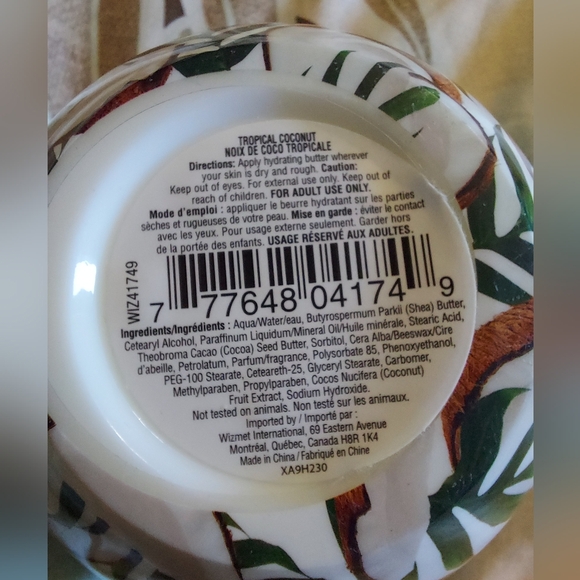 TROPICAL COCONUT
NOIX DE COCO TROPICALE
Directions: Apply hydrating butter wherever
your skin is dry and rough. Caution:
Keep out of eyes. For external use only. Keep out of
reach of children. FOR ADULT USE ONLY.
Mode d'emploi : appliquer le beurre hydratant sur les parties
sèches et rugueuses de votre peau. Mise en garde : éviter le contact
avec les yeux. Pour usage externe seulement. Garder hors
de la portée des enfants. USAGE RÉSERVÉ AUX ADULTES.
WIZ41749
7 77648 04174 9
Ingredients/Ingrédients : Aqua/Water/eau, Butyrospermum Parkii (Shea) Butter,
Cetearyl Alcohol, Paraffinum Liquidum/Mineral Oil/Huile minérale, Stearic Acid,
Theobroma Cacao (Cocoa) Seed Butter, Sorbitol, Cera Alba/Beeswax/Cire
d'abeille, Petrolatum, Parfum/fragrance, Polysorbate 85, Phenoxyethanol,
PEG-100 Stearate, Ceteareth-25, Glyceryl Stearate, Carbomer,
Methylparaben, Propylparaben, Cocos Nucifera (Coconut)
Fruit Extract, Sodium Hydroxide.
Not tested on animals. Non testé sur les animaux.
Imported by / Importé par :
Wizmet International, 69 Eastern Avenue
Montréal, Québec, Canada H8R 1K4
Made in China / Fabriqué en Chine
XA9H230